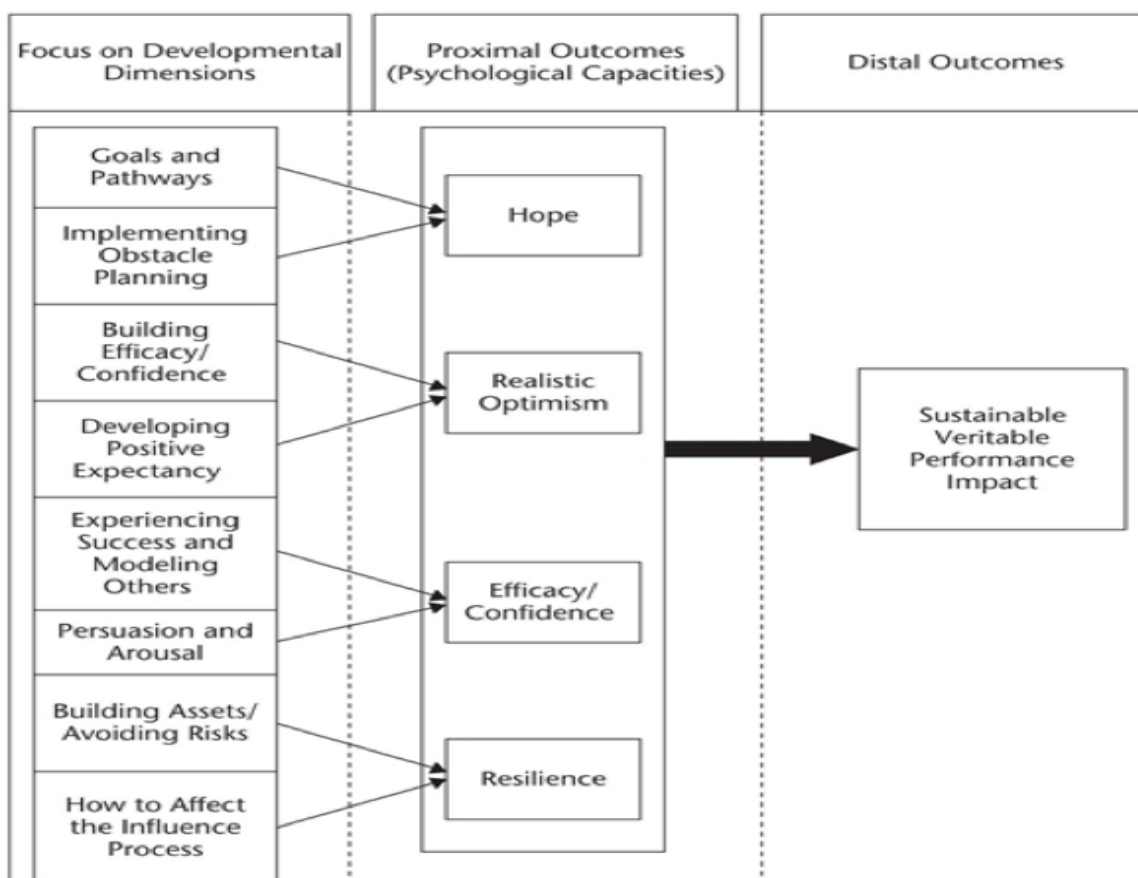 Focus on Developmental
Dimensions
Proximal Outcomes
(Psychological Capacities)
Distal Outcomes
Goals and
Pathways
Implementing
Obstacle
Planning
Building
Efficacy/
Confidence
Developing
Positive
Expectancy
Experiencing
Success and
Modeling
Others
Persuasion and
Arousal
Building Assets/
Avoiding Risks
How to Affect
the Influence
Process
Hope
Realistic
Optimism
Efficacy/
Confidence
Resilience
Sustainable
Veritable
Performance
Impact